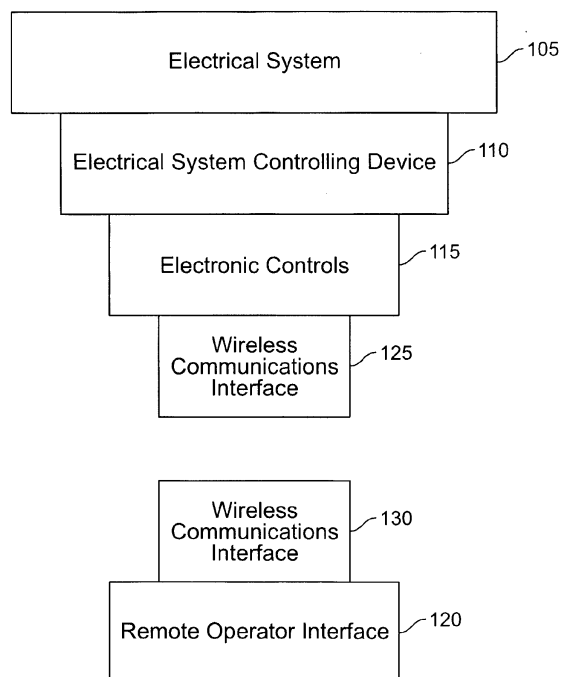 Electrical System
105
Electrical System Controlling Device
110
Electronic Controls
115
Wireless
Communications
Interface
125
Wireless
Communications
Interface
130
Remote Operator Interface
120